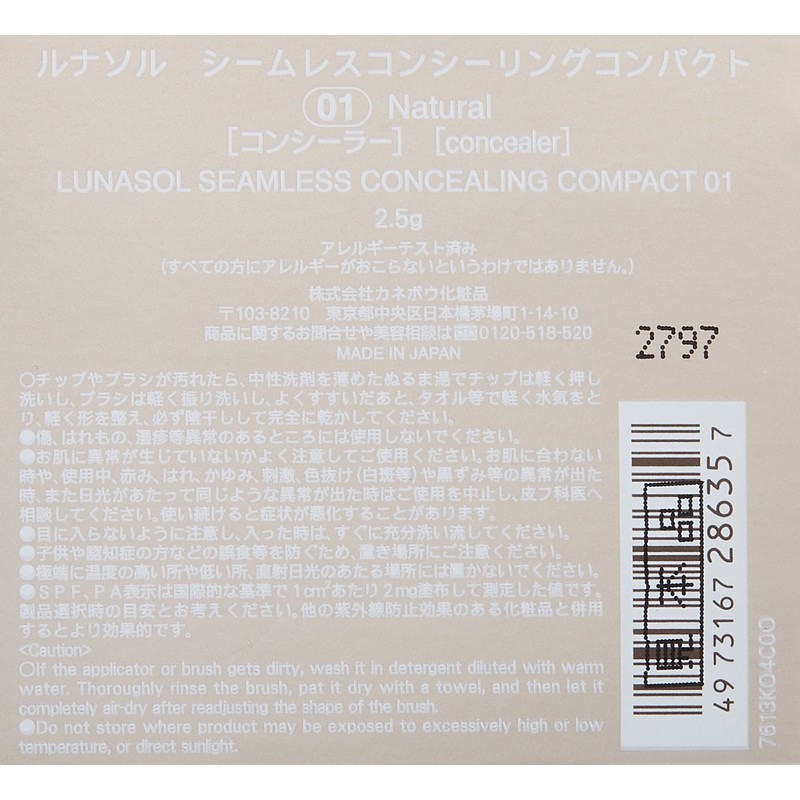 ルナソル　シームレスコンシーリングコンパクト
01 Natural
[コンシーラー] [concealer]
LUNASOL SEAMLESS CONCEALING COMPACT 01
2.5g
アレルギーテスト済み
(すべての方にアレルギーがおこらないというわけではありません。)
株式会社カネボウ化粧品
〒103-8210　東京都中央区日本橋茅場町1-14-10
商品に関するお問合せや美容相談は 0120-518-520
MADE IN JAPAN
2797
○チップやブラシが汚れたら、中性洗剤を薄めたぬるま湯でチップは軽く押し
洗いし、ブラシは軽く振り洗いし、よくすすいだあと、タオル等で軽く水気をと
り、軽く形を整え、必ず陰干しして完全に乾かしてください。
●傷、はれもの、湿疹等異常のあるところには使用しないでください。
●お肌に異常が生じていないかよく注意してご使用ください。お肌に合わない
時や、使用中、赤み、はれ、かゆみ、刺激、色抜け(白斑等)や黒ずみ等の異常が出た
時、また日光があたって同じような異常が出た時はご使用を中止し、皮フ科医へ
相談してください。使い続けると症状が悪化することがあります。
●目に入らないように注意し、入った時は、すぐに充分洗い流してください。
●子供や認知症の方などの誤食等を防ぐため、置き場所にご注意ください。
●極端に温度の高い所や低い所、直射日光のあたる場所には置かないでください。
●SPF、PA表示は国際的な基準で1cm²あたり2mg塗布して測定した値です。
製品選択時の目安とお考えください。他の紫外線防止効果のある化粧品と併用
するとより効果的です。
<Caution>
○If the applicator or brush gets dirty, wash it in detergent diluted with warm
water. Thoroughly rinse the brush, pat it dry with a towel, and then let it
completely air-dry after readjusting the shape of the brush.
●Do not store where product may be exposed to excessively high or low
temperature, or direct sunlight.
4 973167 286357
7613K04C00